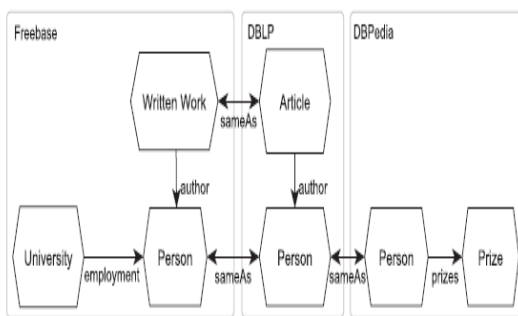 Freebase
DBLP
DBPedia
Written Work
sameAs
Article
author
author
University
employment
Person
sameAs
Person
sameAs
Person
prizes
Prize